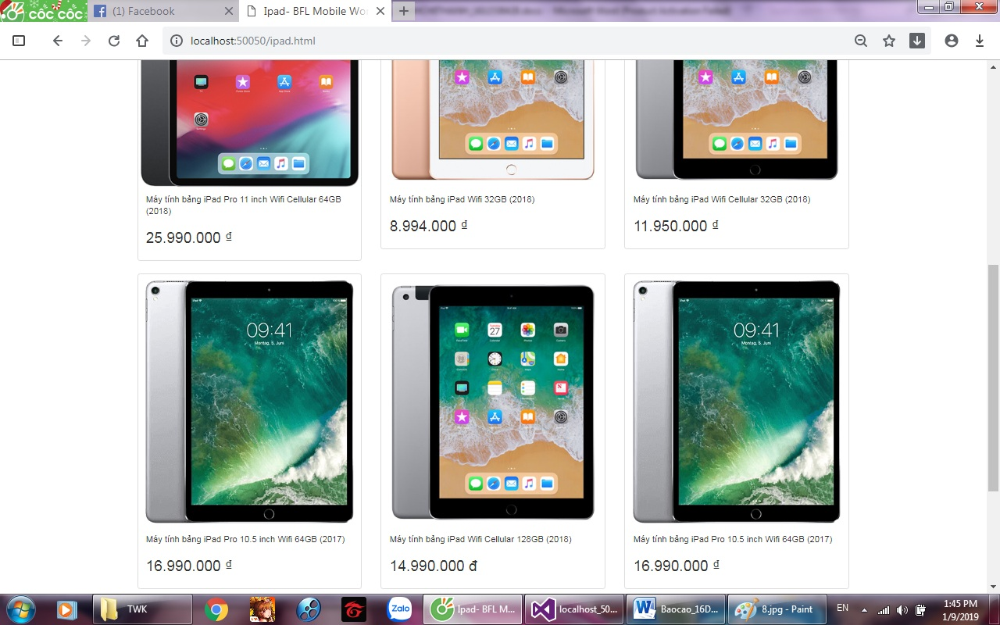 CỐC CỐC
(1) Facebook
Ipad- BFL Mobile Wo
localhost:50050/ipad.html
Máy tính bảng iPad Pro 11 inch Wifi Cellular 64GB
(2018)
25.990.000 ₫
Máy tính bảng iPad Wifi 32GB (2018)
8.994.000 ₫
Máy tính bảng iPad Wifi Cellular 32GB (2018)
11.950.000 ₫
09:41
Montag, 5. Juni
Máy tính bảng iPad Pro 10.5 inch Wifi 64GB (2017)
16.990.000 ₫
27
Máy tính bảng iPad Wifi Cellular 128GB (2018)
14.990.000 đ
09:41
Montag, 5. Juni
Máy tính bảng iPad Pro 10.5 inch Wifi 64GB (2017)
16.990.000 ₫
TWK
Zalo
Ipad- BFL M...
localhost_50...
Baocao_16D...
8.jpg - Paint
EN
1:45 PM
1/9/2019